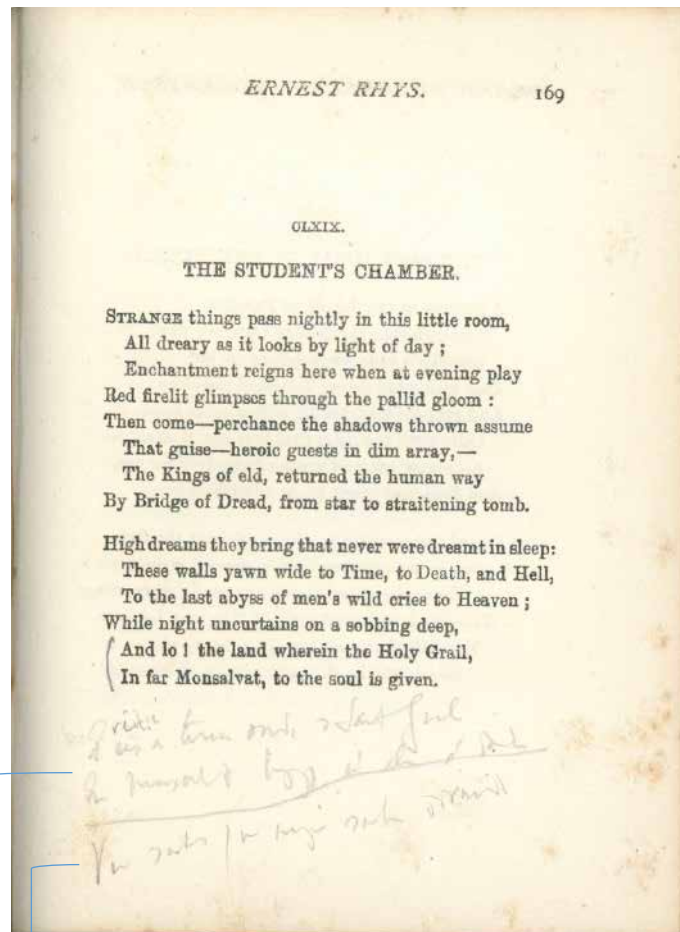 ERNEST RHYS. 169
CLXIX.
THE STUDENT'S CHAMBER.
STRANGE things pass nightly in this little room,
All dreary as it looks by light of day ;
Enchantment reigns here when at evening play
Red firelit glimpses through the pallid gloom :
Then come—perchance the shadows thrown assume
That guise—heroic guests in dim array,—
The Kings of eld, returned the human way
By Bridge of Dread, from star to straitening tomb.
High dreams they bring that never were dreamt in sleep:
These walls yawn wide to Time, to Death, and Hell,
To the last abyss of men's wild cries to Heaven ;
While night uncurtains on a sobbing deep,
And lo ! the land wherein the Holy Grail,
In far Monsalvat, to the soul is given.